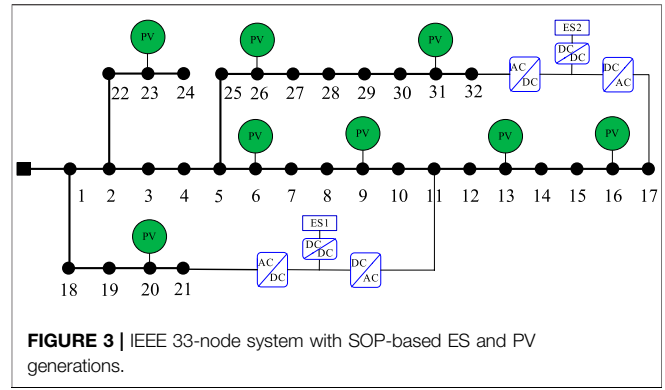 PV PV PV ES2
DC DC
AC DC DC AC
22 23 24 25 26 27 28 29 30 31 32
PV PV PV PV
1 2 3 4 5 6 7 8 9 10 11 12 13 14 15 16 17
PV ES1
DC DC
AC DC DC AC
18 19 20 21
FIGURE 3 | IEEE 33-node system with SOP-based ES and PV
generations.